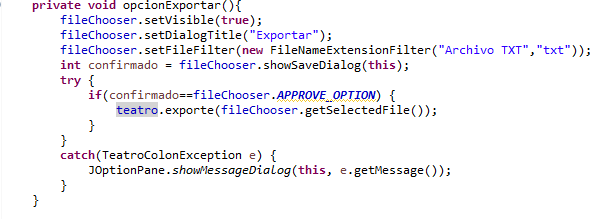 private void opcionExportar(){
fileChooser.setVisible(true);
fileChooser.setDialogTitle("Exportar");
fileChooser.setFileFilter(new FileNameExtensionFilter("Archivo TXT","txt"));
int confirmado = fileChooser.showSaveDialog(this);
try {
if(confirmado==fileChooser.APPROVE_OPTION) {
teatro.exporte(fileChooser.getSelectedFile());
}
}
catch(TeatroColonException e) {
JOptionPane.showMessageDialog(this, e.getMessage());
}
}